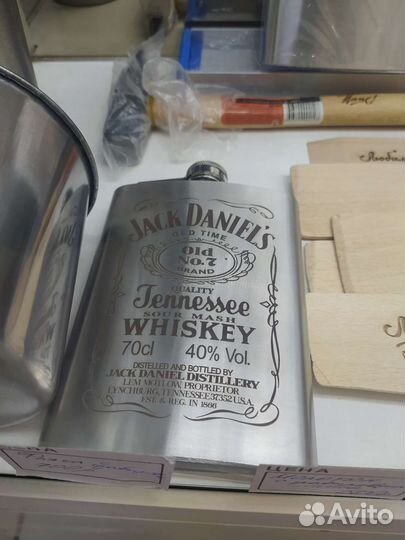 JACK DANIEL'S
OLD TIME
Old
No.7
BRAND
QUALITY
Tennessee
SOUR MASH
WHISKEY
70cl 40% Vol.
DISTELLED AND BOTTLED BY
JACK DANIEL DISTILLERY
LEM MOTLOW, PROPRIETOR
LYNCHBURG, TENNESSEE 37352 U.S.A.
EST. & REG. IN 1866
ЦЕНА
Avito